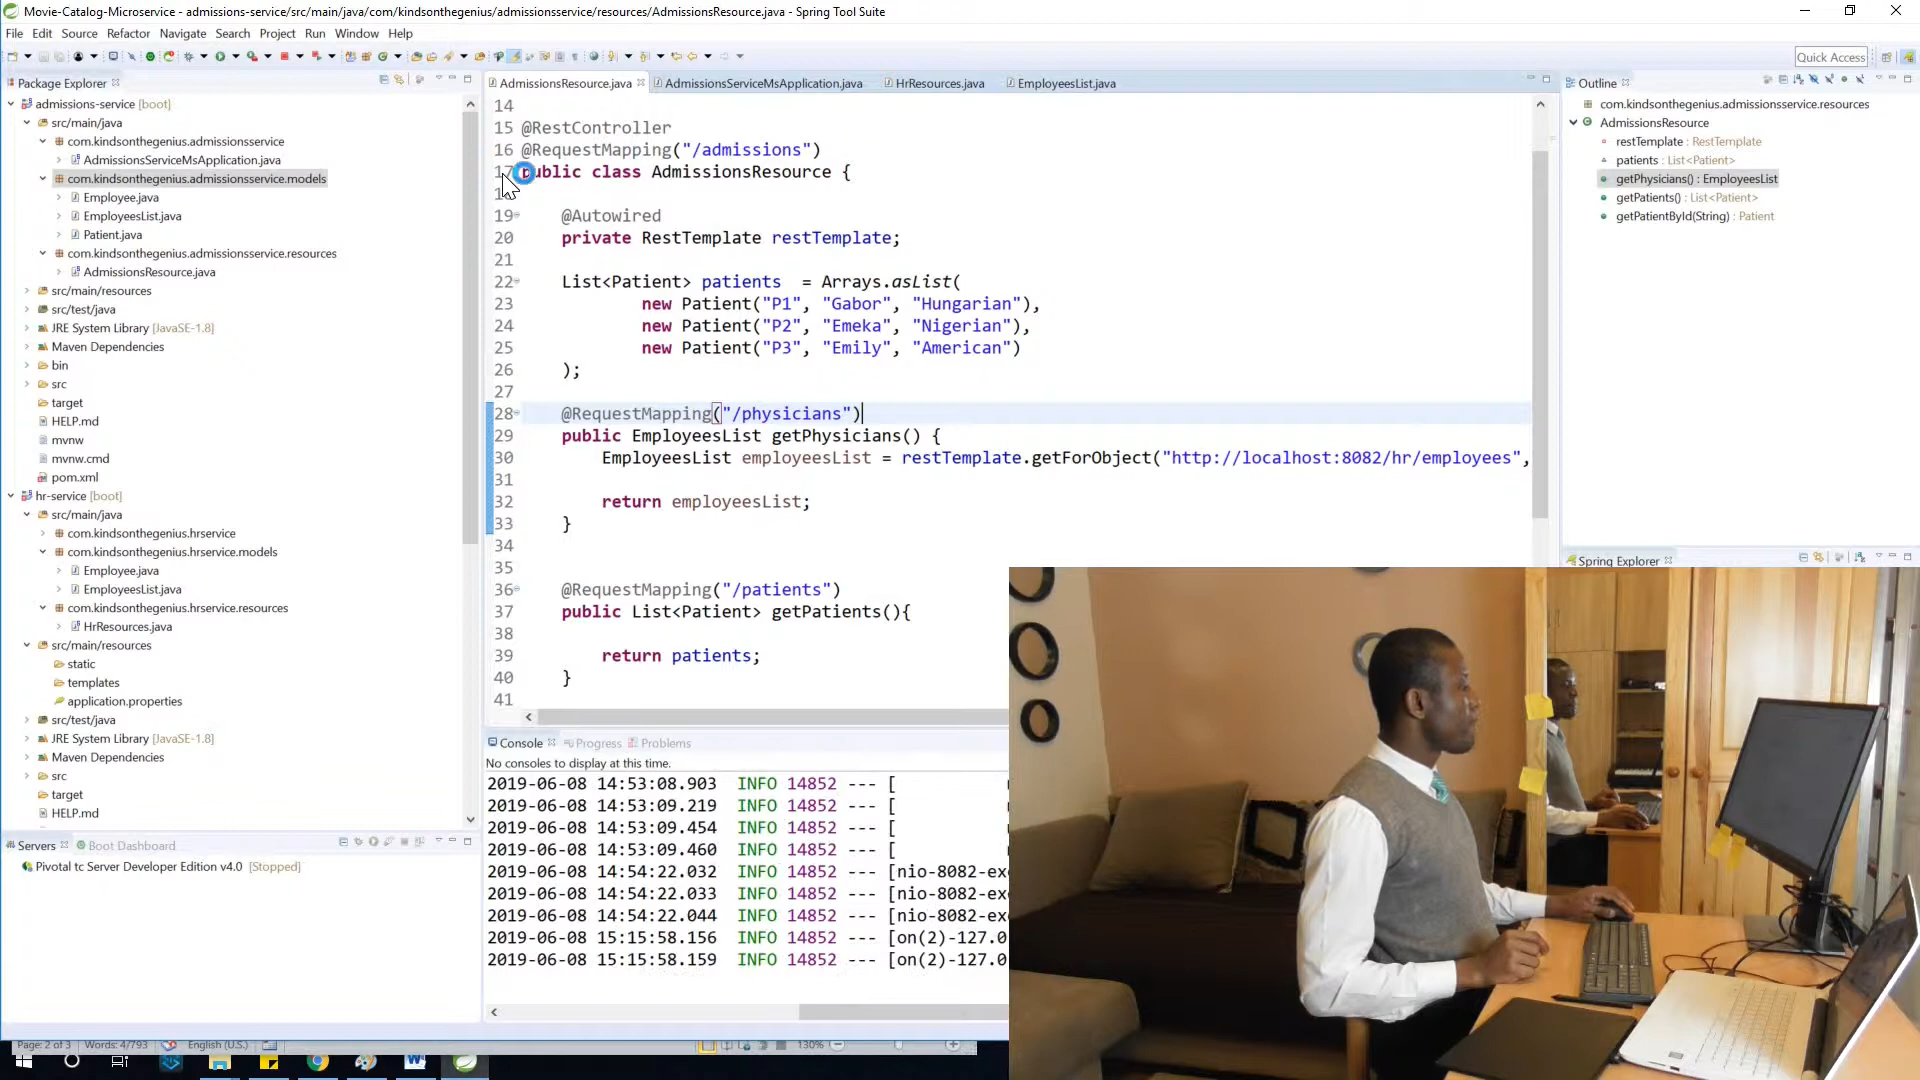 Movie-Catalog-Microservice - admissions-service/src/main/java/com/kindsonthegenius/admissionsservice/resources/AdmissionsResource.java - Spring Tool Suite
File Edit Source Refactor Navigate Search Project Run Window Help
Quick Access
Package Explorer
admissions-service [boot]
src/main/java
com.kindsonthegenius.admissionsservice
AdmissionsServiceMsApplication.java
com.kindsonthegenius.admissionsservice.models
Employee.java
EmployeesList.java
Patient.java
com.kindsonthegenius.admissionsservice.resources
AdmissionsResource.java
src/main/resources
src/test/java
JRE System Library [JavaSE-1.8]
Maven Dependencies
bin
src
target
HELP.md
mvnw
mvnw.cmd
pom.xml
hr-service [boot]
src/main/java
com.kindsonthegenius.hrservice
com.kindsonthegenius.hrservice.models
Employee.java
EmployeesList.java
com.kindsonthegenius.hrservice.resources
HrResources.java
src/main/resources
static
templates
application.properties
src/test/java
JRE System Library [JavaSE-1.8]
Maven Dependencies
src
target
HELP.md
Servers Boot Dashboard
Pivotal tc Server Developer Edition v4.0 [Stopped]
AdmissionsResource.java AdmissionsServiceMsApplication.java HrResources.java EmployeesList.java
14
15 @RestController
16 @RequestMapping("/admissions")
17 public class AdmissionsResource {
19 @Autowired
20 private RestTemplate restTemplate;
21
22 List<Patient> patients = Arrays.asList(
23 new Patient("P1", "Gabor", "Hungarian"),
24 new Patient("P2", "Emeka", "Nigerian"),
25 new Patient("P3", "Emily", "American")
26 );
27
28 @RequestMapping("/physicians")
29 public EmployeesList getPhysicians() {
30 EmployeesList employeesList = restTemplate.getForObject("http://localhost:8082/hr/employees",
31
32 return employeesList;
33 }
34
35
36 @RequestMapping("/patients")
37 public List<Patient> getPatients(){
38
39 return patients;
40 }
41
Console Progress Problems
No consoles to display at this time.
2019-06-08 14:53:08.903 INFO 14852 --- [
2019-06-08 14:53:09.219 INFO 14852 --- [
2019-06-08 14:53:09.454 INFO 14852 --- [
2019-06-08 14:53:09.460 INFO 14852 --- [
2019-06-08 14:54:22.032 INFO 14852 --- [nio-8082-exe
2019-06-08 14:54:22.033 INFO 14852 --- [nio-8082-exe
2019-06-08 14:54:22.044 INFO 14852 --- [nio-8082-exe
2019-06-08 15:15:58.156 INFO 14852 --- [on(2)-127.0
2019-06-08 15:15:58.159 INFO 14852 --- [on(2)-127.0
Outline
com.kindsonthegenius.admissionsservice.resources
AdmissionsResource
restTemplate : RestTemplate
patients : List<Patient>
getPhysicians() : EmployeesList
getPatients() : List<Patient>
getPatientById(String) : Patient
Spring Explorer
Page: 2 of 3 Words: 4/793 English (U.S.) 130%